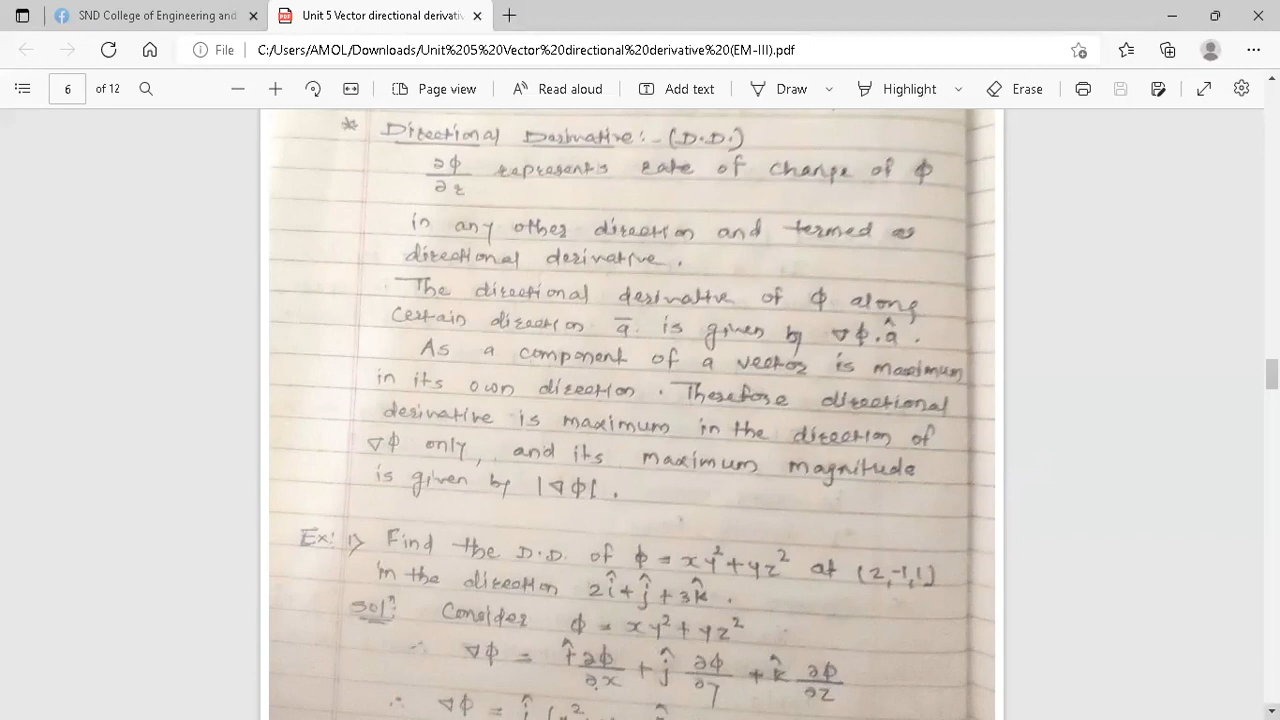 SND College of Engineering and
Unit 5 Vector directional derivativ
File
C:/Users/AMOL/Downloads/Unit%205%20Vector%20directional%20derivative%20(EM-III).pdf
6 of 12
Page view
Read aloud
Add text
Draw
Highlight
Erase
* Directional Derivative:-(D.D.)
∂φ/∂r represents rate of change of φ
in any other direction and termed as
directional derivative.
The directional derivative of φ along
certain direction a̅ is given by ∇φ.â.
As a component of a vector is maximum
in its own direction. Therefore directional
derivative is maximum in the direction of
∇φ only, and its maximum magnitude
is given by |∇φ|.
Ex: 1) Find the D.D. of φ = xy²+yz² at (2,-1,1)
in the direction 2î+ĵ+3k̂.
Solⁿ: Consider φ = xy²+yz²
∴ ∇φ = î ∂φ/∂x + ĵ ∂φ/∂y + k̂ ∂φ/∂z
∴ ∇φ = î (y²